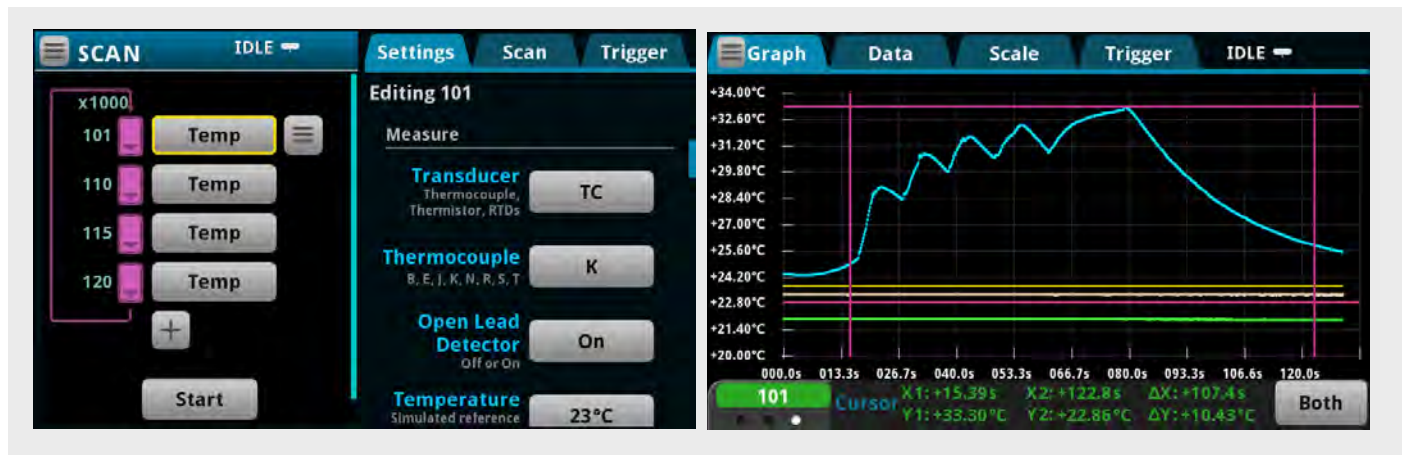 SCAN
IDLE
x1000
101 Temp
110 Temp
115 Temp
120 Temp
+
Start
Settings Scan Trigger
Editing 101
Measure
Transducer
Thermocouple,
Thermistor, RTDs
TC
Thermocouple
B, E, J, K, N, R, S, T
K
Open Lead
Detector
Off or On
On
Temperature
Simulated reference
23°C
Graph Data Scale Trigger IDLE
+34.00°C
+32.60°C
+31.20°C
+29.80°C
+28.40°C
+27.00°C
+25.60°C
+24.20°C
+22.80°C
+21.40°C
+20.00°C
000.0s 013.3s 026.7s 040.0s 053.3s 066.7s 080.0s 093.3s 106.6s 120.0s
101
Cursor
X1: +15.39s X2: +122.8s ΔX: +107.4s
Y1: +33.30°C Y2: +22.86°C ΔY: +10.43°C
Both